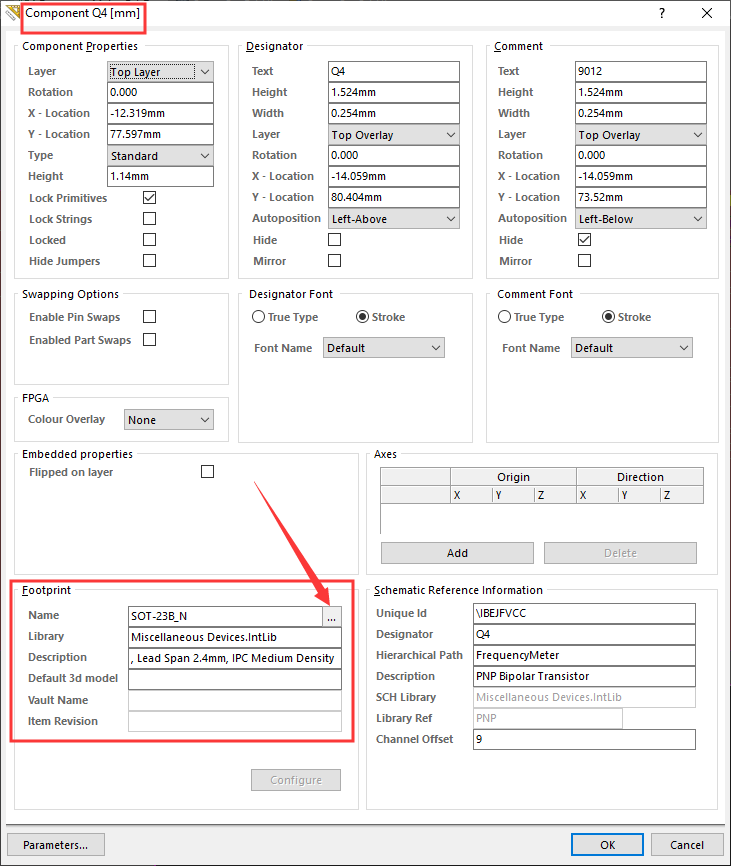 Component Q4 [mm]
?
Component Properties
Layer Top Layer
Rotation 0.000
X - Location -12.319mm
Y - Location 77.597mm
Type Standard
Height 1.14mm
Lock Primitives
Lock Strings
Locked
Hide Jumpers
Designator
Text Q4
Height 1.524mm
Width 0.254mm
Layer Top Overlay
Rotation 0.000
X - Location -14.059mm
Y - Location 80.404mm
Autoposition Left-Above
Hide
Mirror
Comment
Text 9012
Height 1.524mm
Width 0.254mm
Layer Top Overlay
Rotation 0.000
X - Location -14.059mm
Y - Location 73.52mm
Autoposition Left-Below
Hide
Mirror
Swapping Options
Enable Pin Swaps
Enabled Part Swaps
Designator Font
True Type Stroke
Font Name Default
Comment Font
True Type Stroke
Font Name Default
FPGA
Colour Overlay None
Embedded properties
Flipped on layer
Axes
Origin Direction
X Y Z X Y Z
Add Delete
Footprint
Name SOT-23B_N ...
Library Miscellaneous Devices.IntLib
Description , Lead Span 2.4mm, IPC Medium Density
Default 3d model
Vault Name
Item Revision
Configure
Schematic Reference Information
Unique Id \IBEJFVCC
Designator Q4
Hierarchical Path FrequencyMeter
Description PNP Bipolar Transistor
SCH Library Miscellaneous Devices.IntLib
Library Ref PNP
Channel Offset 9
Parameters... OK Cancel